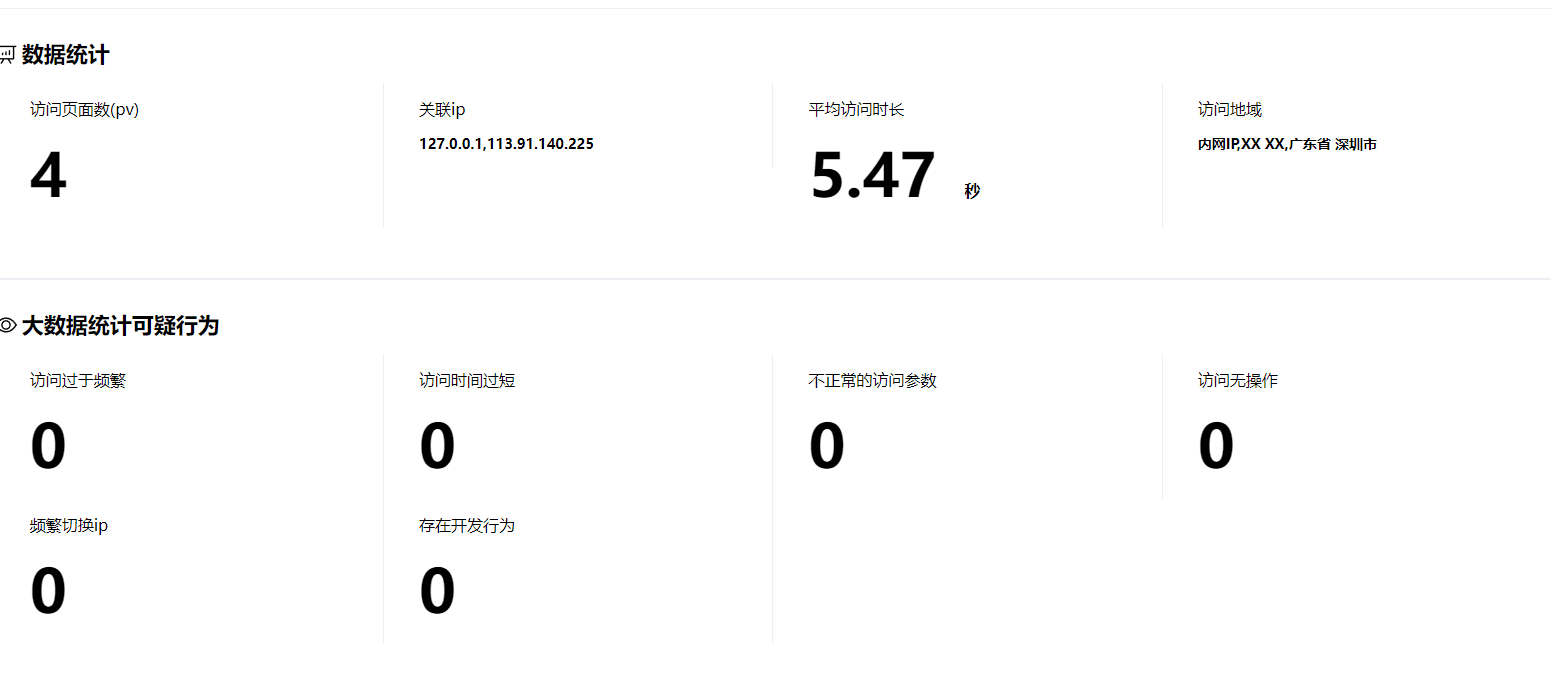 数据统计
访问页面数(pv)
4
关联ip
127.0.0.1,113.91.140.225
平均访问时长
5.47 秒
访问地域
内网IP,XX XX,广东省 深圳市
大数据统计可疑行为
访问过于频繁
0
访问时间过短
0
不正常的访问参数
0
访问无操作
0
频繁切换ip
0
存在开发行为
0